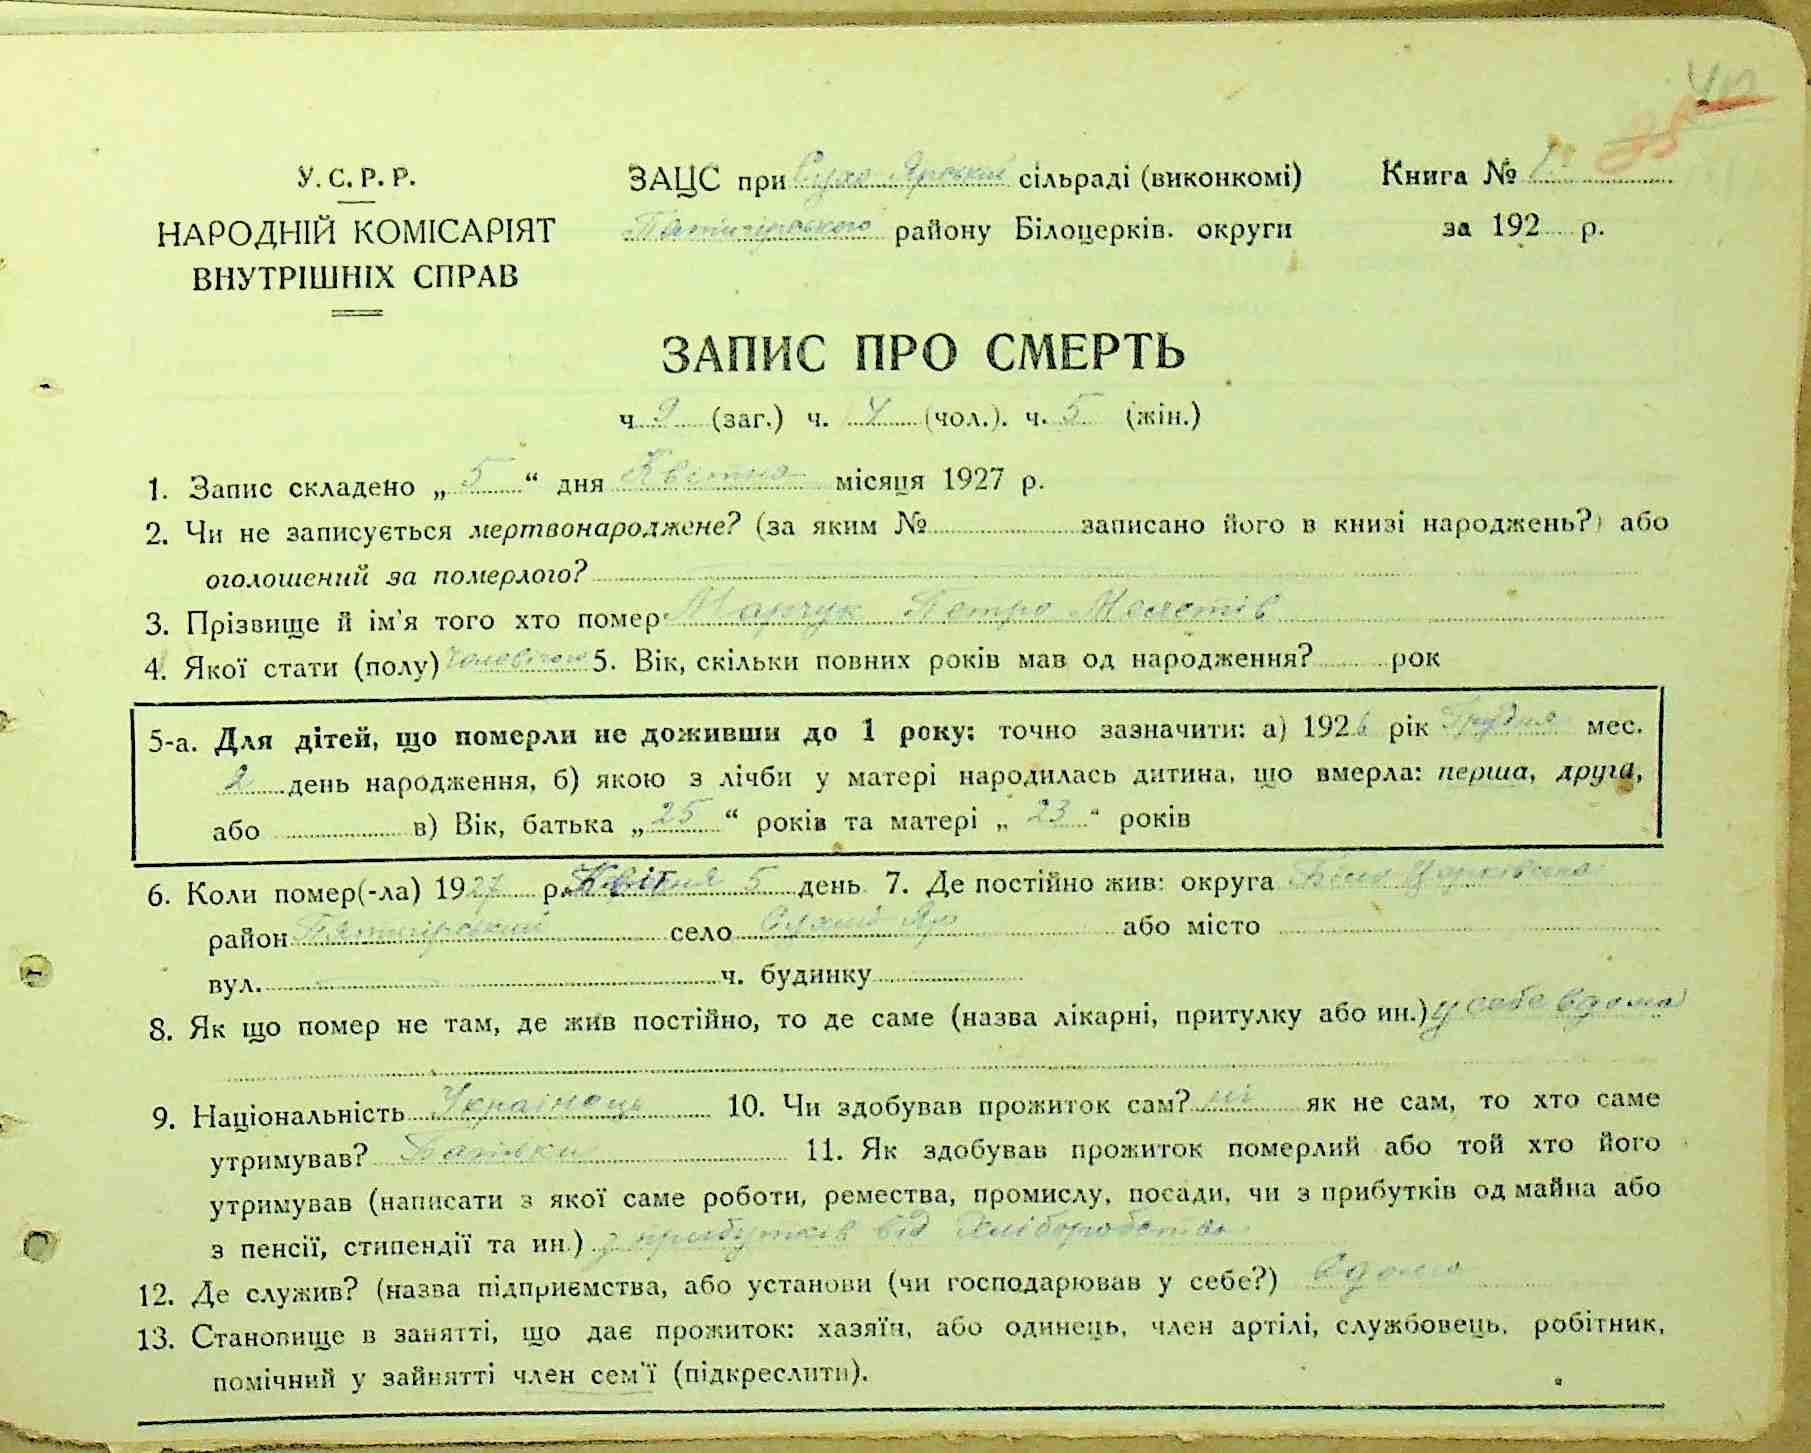 У. С. Р. Р.
НАРОДНІЙ КОМІСАРІЯТ
ВНУТРІШНІХ СПРАВ
ЗАЦС при Сухо Ярській сільраді (виконкомі)
Пятигірського району Білоцерків. округи
Книга №
за 192 р.
ЗАПИС ПРО СМЕРТЬ
ч 9 (заг.) ч. 4 (чол.). ч. 5 (жін.)
1. Запис складено „ 5 “ дня Квітня місяця 1927 р.
2. Чи не записується мертвонароджене? (за яким № записано його в книзі народжень?) або
оголошений за померлого?
3. Прізвище й ім'я того хто помер Марчук Петро Мелетів
4. Якої стати (полу) 5. Вік, скільки повних років мав од народження? рок
5-а. Для дітей, що померли не доживши до 1 року: точно зазначити: а) 1926 рік Грудня мес.
2 день народження, б) якою з лічби у матері народилась дитина, що вмерла: перша, друга,
або в) Вік, батька „ 25 “ років та матері „ 23 “ років
6. Коли помер(-ла) 1927 р. Квітня 5 день 7. Де постійно жив: округа Біло Церківська
район Пятигірський село Сухий Яр або місто
вул. ч. будинку
8. Як що помер не там, де жив постійно, то де саме (назва лікарні, притулку або ин.) у себе вдома
9. Національність Українець 10. Чи здобував прожиток сам? ні як не сам, то хто саме
утримував? Батьки 11. Як здобував прожиток померлий або той хто його
утримував (написати з якої саме роботи, ремества, промислу, посади, чи з прибутків од майна або
з пенсії, стипендії та ин.) з прибутків від хліборобства
12. Де служив? (назва підприємства, або установи (чи господарював у себе?) Вдома
13. Становище в занятті, що дає прожиток: хазяїн, або одинець, член артілі, службовець, робітник,
помічний у зайнятті член сем'ї (підкреслити).